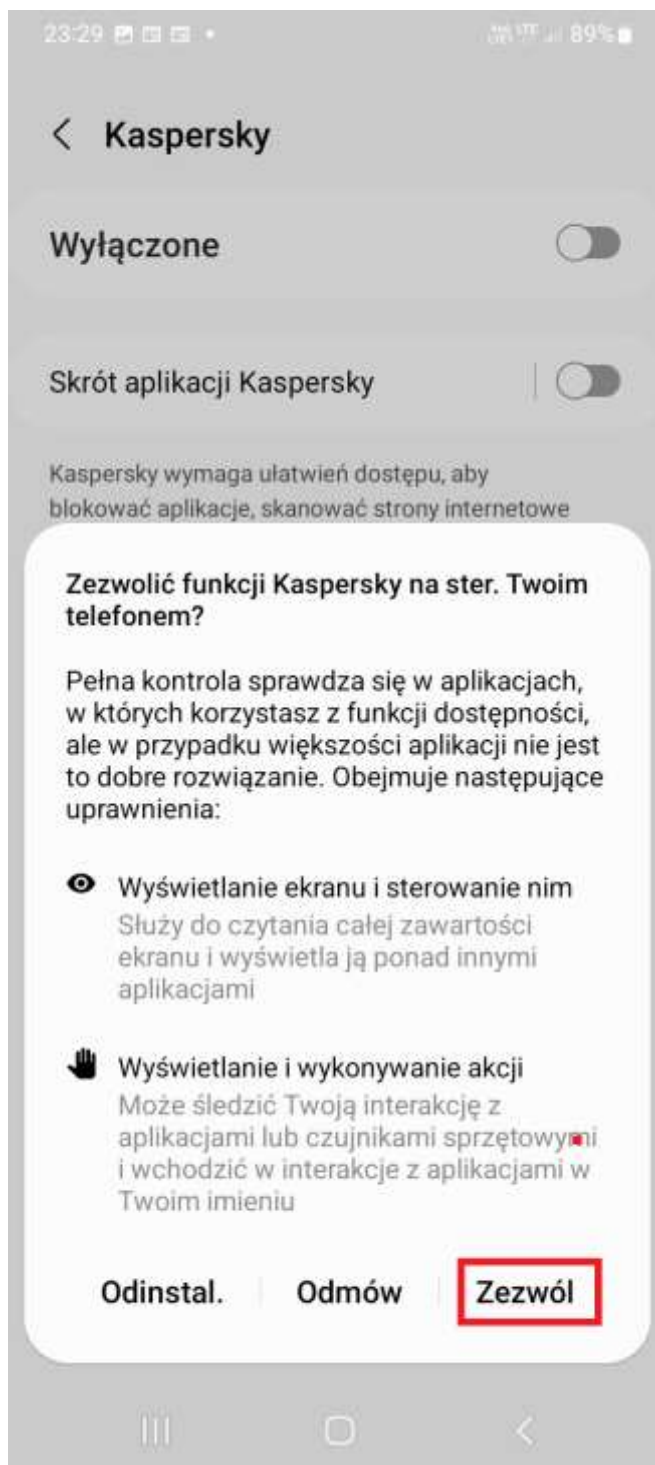 23:29
89%
Kaspersky
Wyłączone
Skrót aplikacji Kaspersky
Kaspersky wymaga ułatwień dostępu, aby
blokować aplikacje, skanować strony internetowe
Zezwolić funkcji Kaspersky na ster. Twoim
telefonem?
Pełna kontrola sprawdza się w aplikacjach,
w których korzystasz z funkcji dostępności,
ale w przypadku większości aplikacji nie jest
to dobre rozwiązanie. Obejmuje następujące
uprawnienia:
Wyświetlanie ekranu i sterowanie nim
Służy do czytania całej zawartości
ekranu i wyświetla ją ponad innymi
aplikacjami
Wyświetlanie i wykonywanie akcji
Może śledzić Twoją interakcję z
aplikacjami lub czujnikami sprzętowymi
i wchodzić w interakcje z aplikacjami w
Twoim imieniu
Odinstal.
Odmów
Zezwól